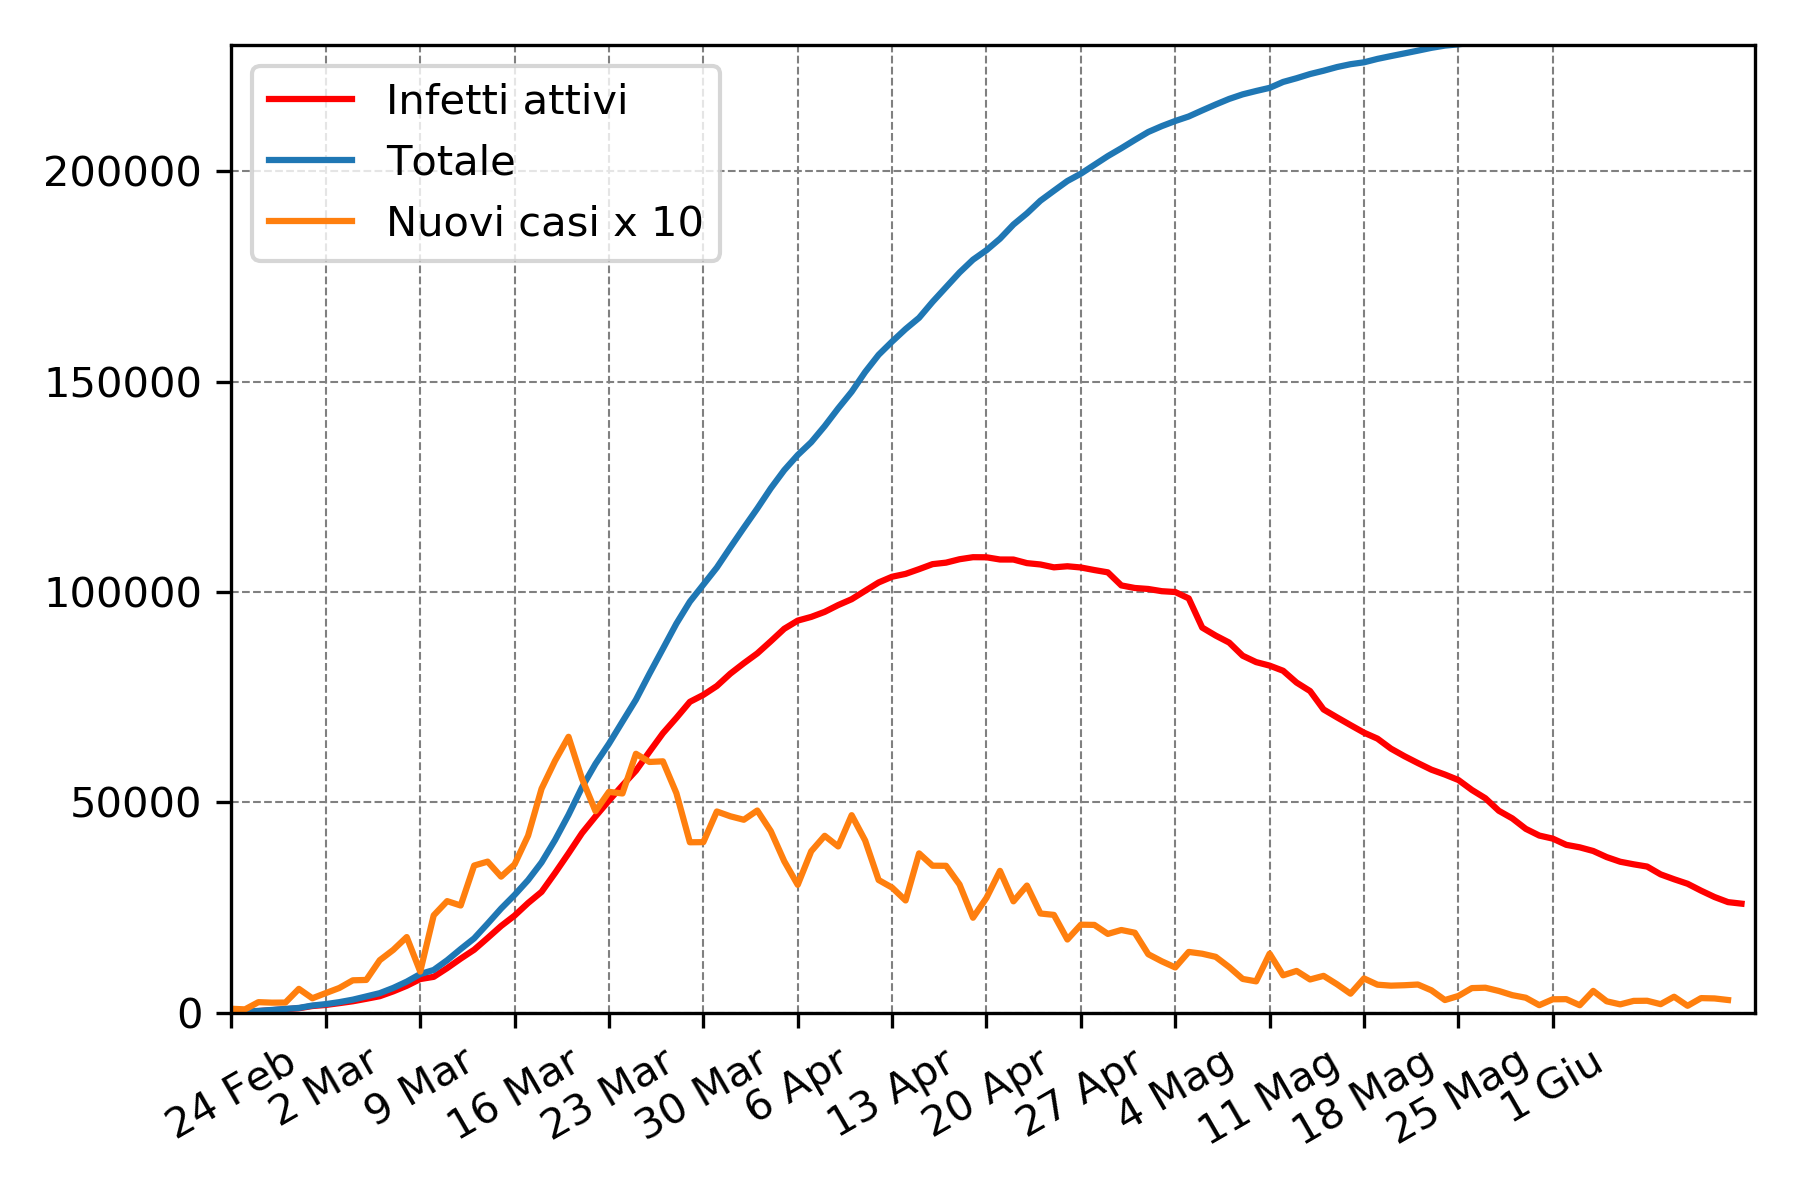 Infetti attivi
Totale
Nuovi casi x 10
200000
150000
100000
50000
0
24 Feb
2 Mar
9 Mar
16 Mar
23 Mar
30 Mar
6 Apr
13 Apr
20 Apr
27 Apr
4 Mag
11 Mag
18 Mag
25 Mag
1 Giu